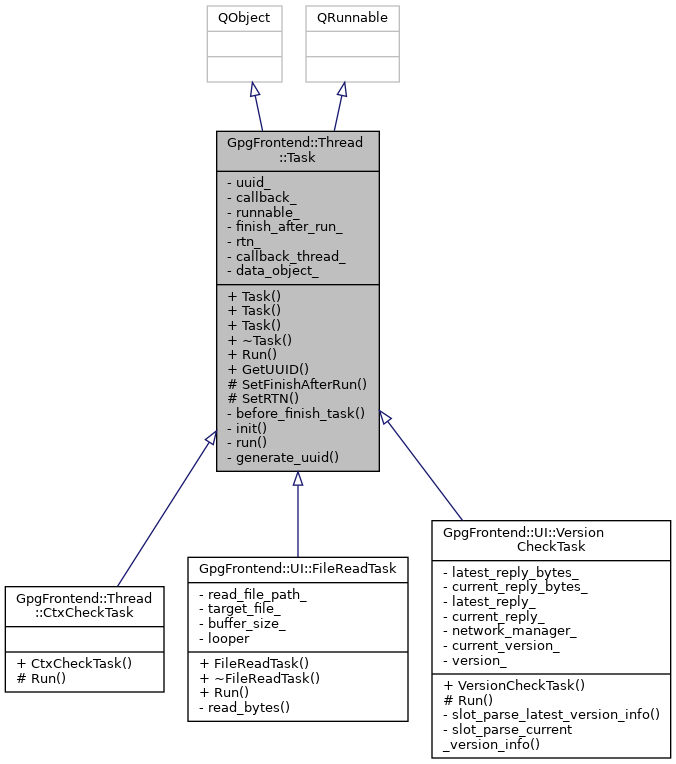 QObject
QRunnable
GpgFrontend::Thread
::Task
- uuid_
- callback_
- runnable_
- finish_after_run_
- rtn_
- callback_thread_
- data_object_
+ Task()
+ Task()
+ Task()
+ ~Task()
+ Run()
+ GetUUID()
# SetFinishAfterRun()
# SetRTN()
- before_finish_task()
- init()
- run()
- generate_uuid()
GpgFrontend::Thread
::CtxCheckTask
+ CtxCheckTask()
# Run()
GpgFrontend::UI::FileReadTask
- read_file_path_
- target_file_
- buffer_size_
- looper
+ FileReadTask()
+ ~FileReadTask()
+ Run()
- read_bytes()
GpgFrontend::UI::Version
CheckTask
- latest_reply_bytes_
- current_reply_bytes_
- latest_reply_
- current_reply_
- network_manager_
- current_version_
- version_
+ VersionCheckTask()
# Run()
- slot_parse_latest_version_info()
- slot_parse_current
_version_info()